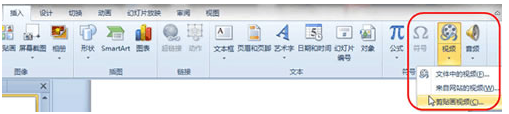 插入 设计 切换 动画 幻灯片放映 审阅 视图
贴画 屏幕截图 相册 形状 SmartArt 图表 超链接 动作 文本框 页眉和页脚 艺术字 日期和时间 幻灯片编号 对象 公式 符号 视频 音频
图像 插图 链接 文本 符号
文件中的视频(F)...
来自网站的视频(W)...
剪贴画视频(C)...